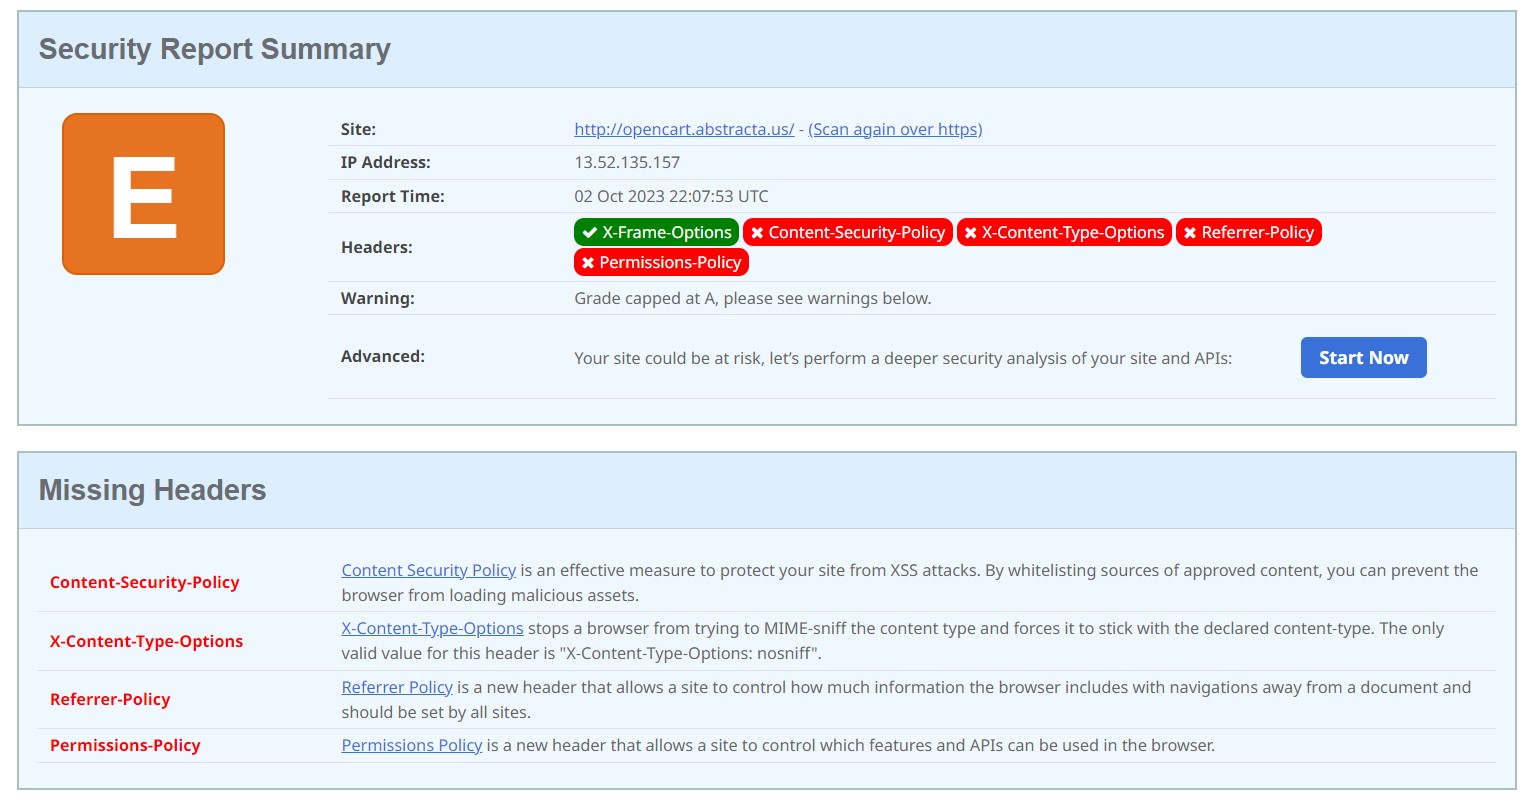 Security Report Summary
E
Site: http://opencart.abstracta.us/ - (Scan again over https)
IP Address: 13.52.135.157
Report Time: 02 Oct 2023 22:07:53 UTC
Headers: ✔ X-Frame-Options ✖ Content-Security-Policy ✖ X-Content-Type-Options ✖ Referrer-Policy
✖ Permissions-Policy
Warning: Grade capped at A, please see warnings below.
Advanced: Your site could be at risk, let’s perform a deeper security analysis of your site and APIs: Start Now
Missing Headers
Content-Security-Policy Content Security Policy is an effective measure to protect your site from XSS attacks. By whitelisting sources of approved content, you can prevent the
browser from loading malicious assets.
X-Content-Type-Options X-Content-Type-Options stops a browser from trying to MIME-sniff the content type and forces it to stick with the declared content-type. The only
valid value for this header is "X-Content-Type-Options: nosniff".
Referrer-Policy Referrer Policy is a new header that allows a site to control how much information the browser includes with navigations away from a document and
should be set by all sites.
Permissions-Policy Permissions Policy is a new header that allows a site to control which features and APIs can be used in the browser.